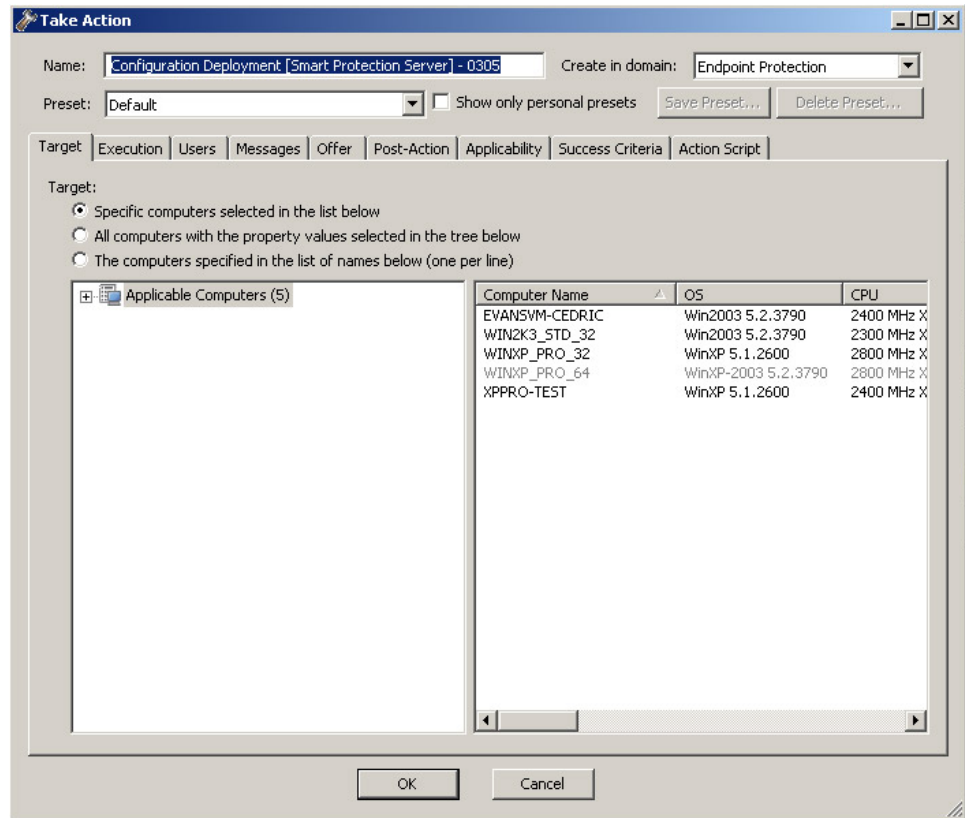 Take Action
Name: Configuration Deployment [Smart Protection Server] - 0305 Create in domain: Endpoint Protection
Preset: Default Show only personal presets Save Preset... Delete Preset...
Target Execution Users Messages Offer Post-Action Applicability Success Criteria Action Script
Target:
Specific computers selected in the list below
All computers with the property values selected in the tree below
The computers specified in the list of names below (one per line)
Applicable Computers (5)
Computer Name OS CPU
EVANSVM-CEDRIC Win2003 5.2.3790 2400 MHz X
WIN2K3_STD_32 Win2003 5.2.3790 2300 MHz X
WINXP_PRO_32 WinXP 5.1.2600 2800 MHz X
WINXP_PRO_64 WinXP-2003 5.2.3790 2800 MHz X
XPPRO-TEST WinXP 5.1.2600 2400 MHz X
OK Cancel